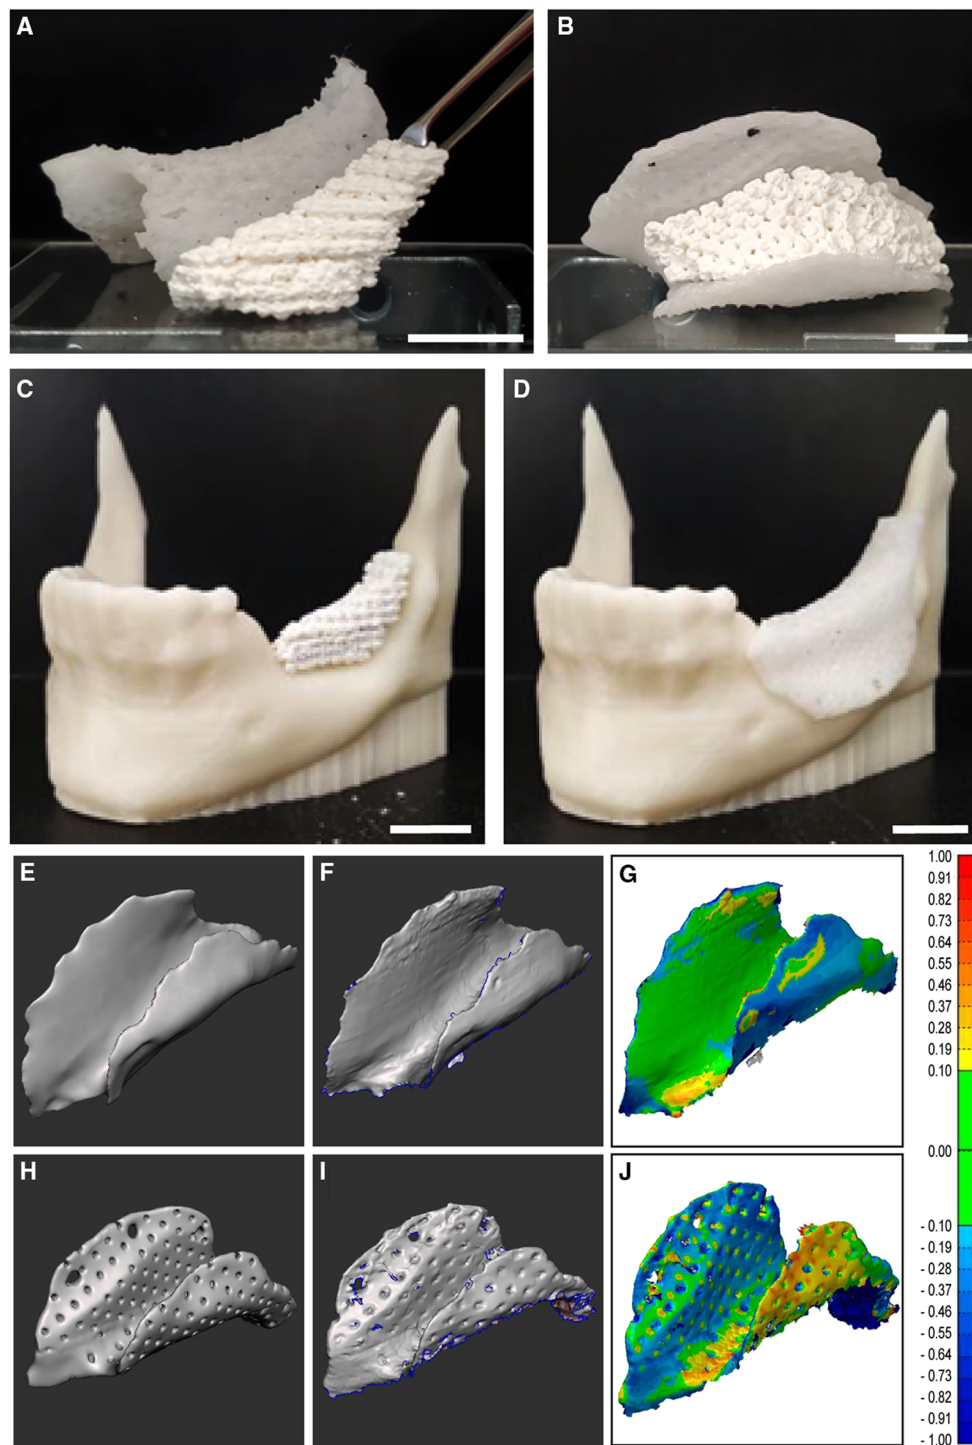 A
B
C
D
E
F
G
H
I
J
1.00
0.91
0.82
0.73
0.64
0.55
0.46
0.37
0.28
0.19
0.10
0.00
- 0.10
- 0.19
- 0.28
- 0.37
- 0.46
- 0.55
- 0.64
- 0.73
- 0.82
- 0.91
- 1.00